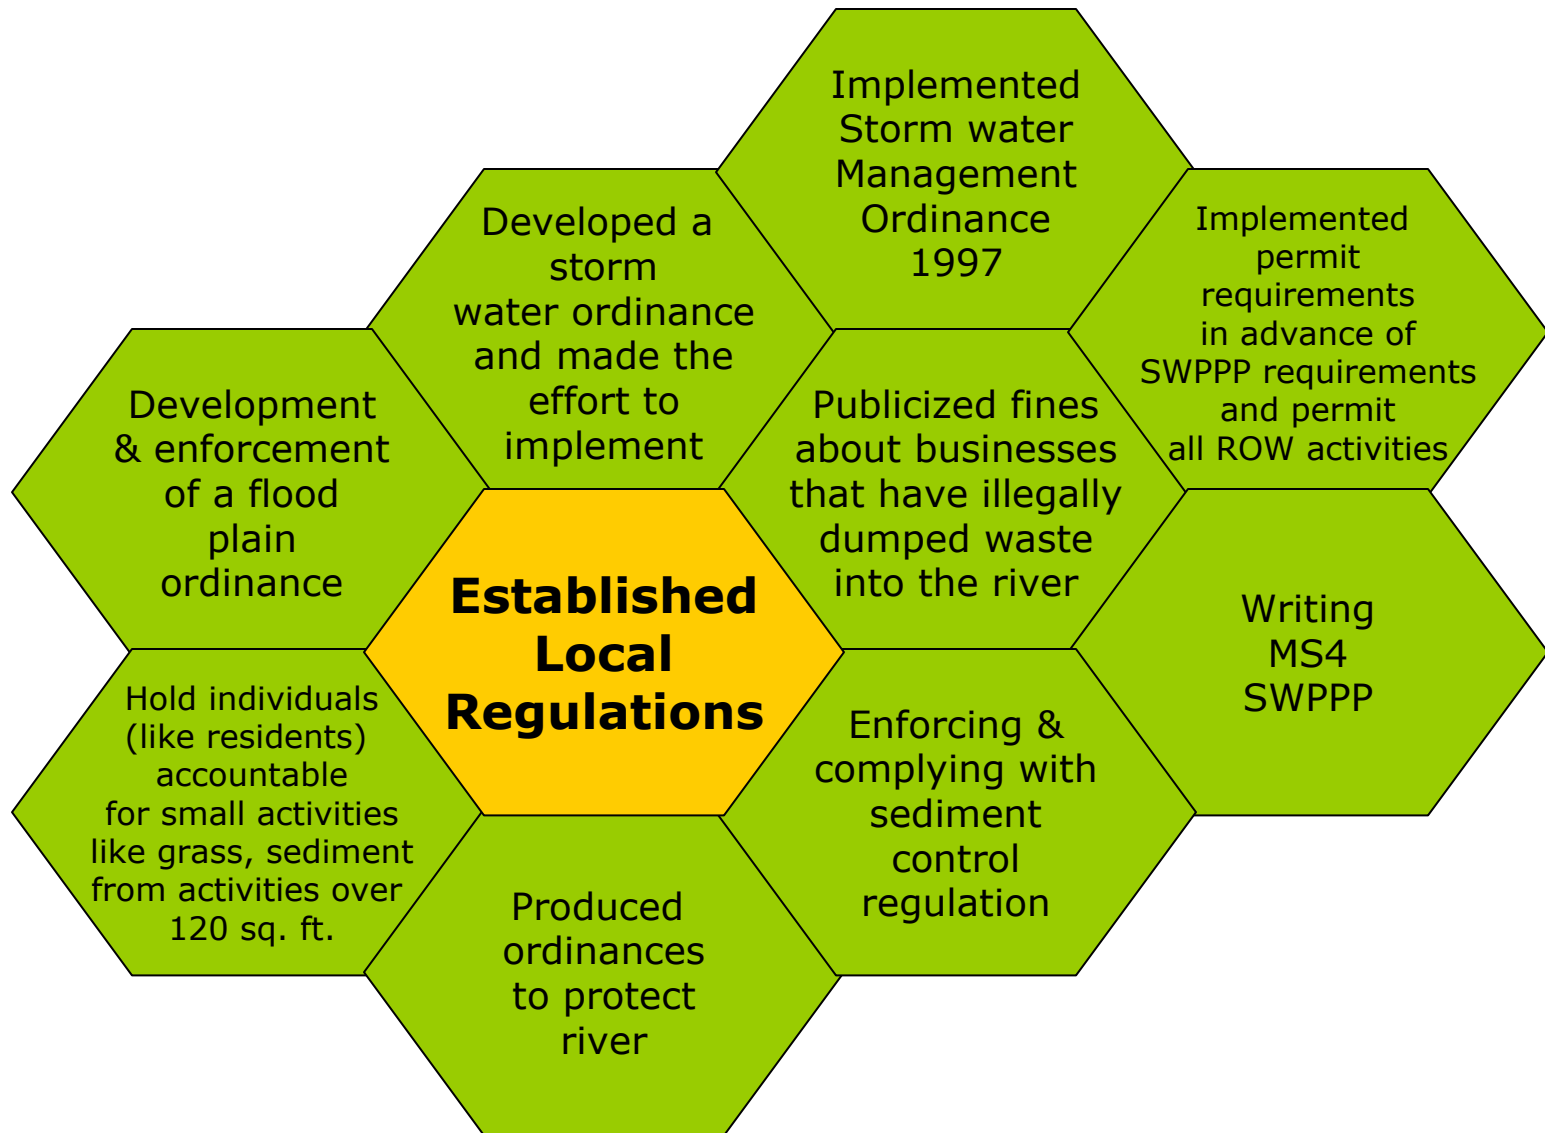 Implemented
Storm water
Management
Ordinance
1997
Developed a
storm
water ordinance
and made the
effort to
implement
Implemented
permit
requirements
in advance of
SWPPP requirements
and permit
all ROW activities
Development
& enforcement
of a flood
plain
ordinance
Publicized fines
about businesses
that have illegally
dumped waste
into the river
Established
Local
Regulations
Writing
MS4
SWPPP
Hold individuals
(like residents)
accountable
for small activities
like grass, sediment
from activities over
120 sq. ft.
Enforcing &
complying with
sediment
control
regulation
Produced
ordinances
to protect
river